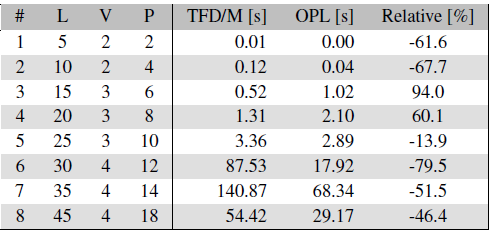 # L V P TFD/M [s] OPL [s] Relative [%]
1 5 2 2 0.01 0.00 -61.6
2 10 2 4 0.12 0.04 -67.7
3 15 3 6 0.52 1.02 94.0
4 20 3 8 1.31 2.10 60.1
5 25 3 10 3.36 2.89 -13.9
6 30 4 12 87.53 17.92 -79.5
7 35 4 14 140.87 68.34 -51.5
8 45 4 18 54.42 29.17 -46.4